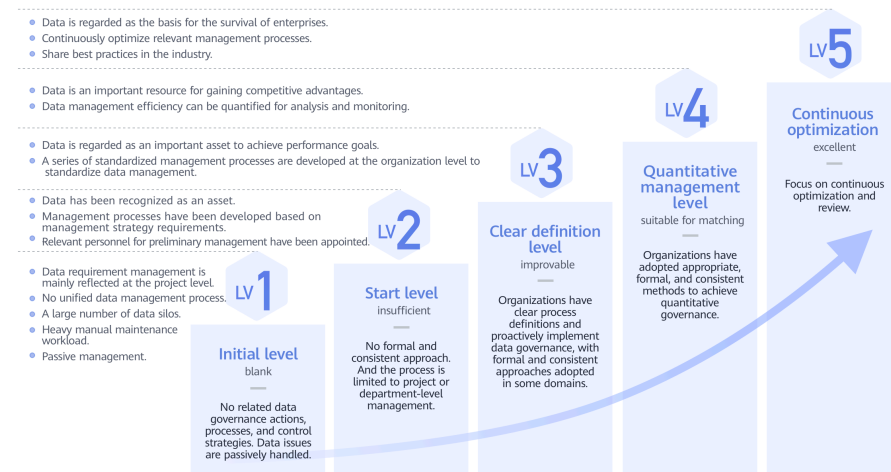 Data is regarded as the basis for the survival of enterprises.
Continuously optimize relevant management processes.
Share best practices in the industry.
LV5
Continuous
optimization
excellent
Focus on continuous
optimization and
review.
Data is an important resource for gaining competitive advantages.
Data management efficiency can be quantified for analysis and monitoring.
LV4
Quantitative
management
level
suitable for matching
Organizations have
adopted appropriate,
formal, and consistent
methods to achieve
quantitative
governance.
Data is regarded as an important asset to achieve performance goals.
A series of standardized management processes are developed at the organization level to
standardize data management.
LV3
Clear definition
level
improvable
Organizations have
clear process
definitions and
proactively implement
data governance, with
formal and consistent
approaches adopted
in some domains.
Data has been recognized as an asset.
Management processes have been developed based on
management strategy requirements.
Relevant personnel for preliminary management have been appointed.
LV2
Start level
insufficient
No formal and
consistent approach.
And the process is
limited to project or
department-level
management.
Data requirement management is
mainly reflected at the project level.
No unified data management process.
A large number of data silos.
Heavy manual maintenance
workload.
Passive management.
LV1
Initial level
blank
No related data
governance actions,
processes, and control
strategies. Data issues
are passively handled.